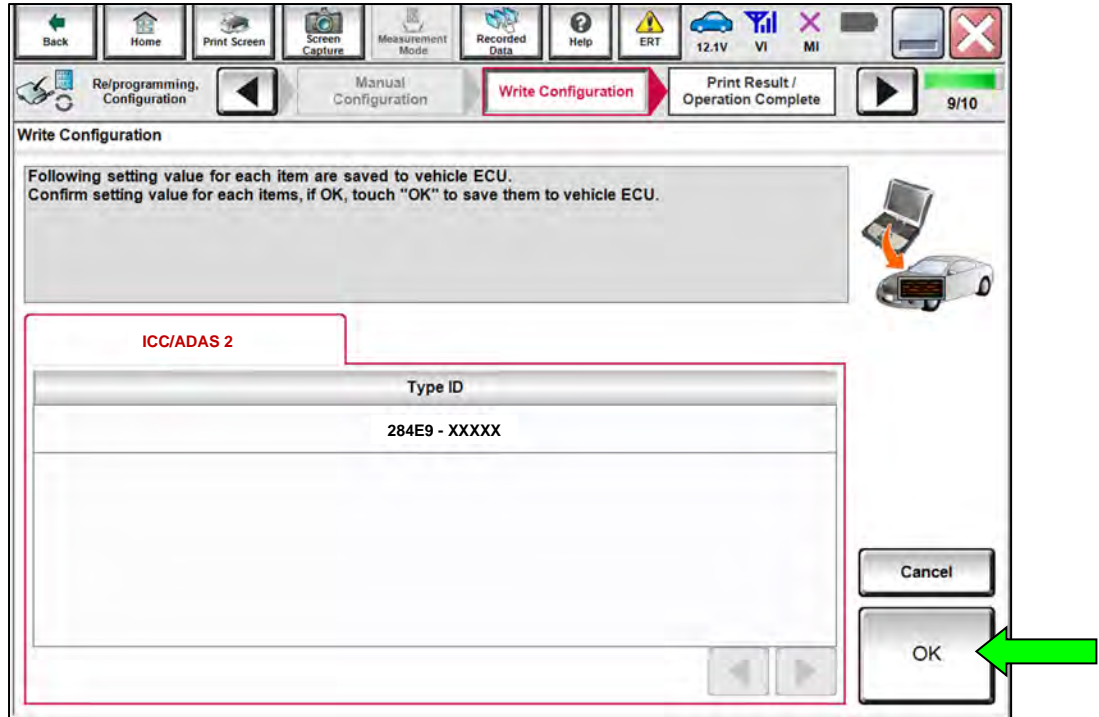 Back
Home
Print Screen
Screen
Capture
Measurement
Mode
Recorded
Data
Help
ERT
12.1V
VI
MI
Re/programming,
Configuration
Manual
Configuration
Write Configuration
Print Result /
Operation Complete
9/10
Write Configuration
Following setting value for each item are saved to vehicle ECU.
Confirm setting value for each items, if OK, touch "OK" to save them to vehicle ECU.
ICC/ADAS 2
Type ID
284E9 - XXXXX
Cancel
OK